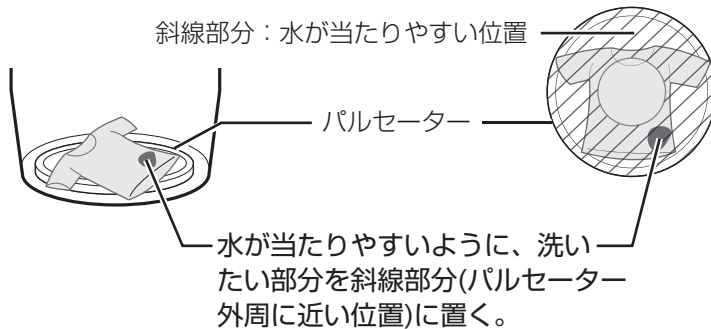 斜線部分：水が当たりやすい位置
パルセーター
水が当たりやすいように、洗い
たい部分を斜線部分(パルセーター
外周に近い位置)に置く。